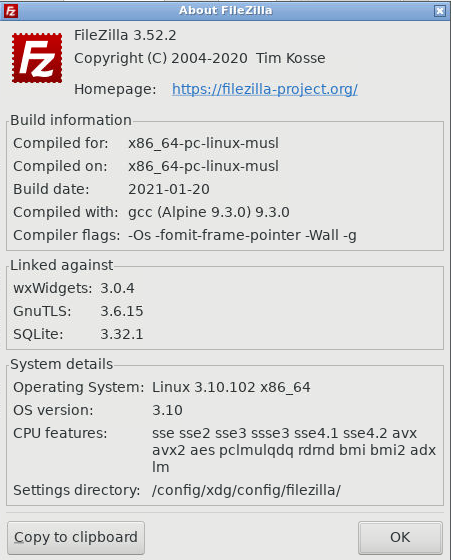 About FileZilla
Fz
FileZilla 3.52.2
Copyright (C) 2004-2020  Tim Kosse
Homepage: https://filezilla-project.org/
Build information
Compiled for: x86_64-pc-linux-musl
Compiled on: x86_64-pc-linux-musl
Build date: 2021-01-20
Compiled with: gcc (Alpine 9.3.0) 9.3.0
Compiler flags: -Os -fomit-frame-pointer -Wall -g
Linked against
wxWidgets: 3.0.4
GnuTLS: 3.6.15
SQLite: 3.32.1
System details
Operating System: Linux 3.10.102 x86_64
OS version: 3.10
CPU features: sse sse2 sse3 ssse3 sse4.1 sse4.2 avx
avx2 aes pclmulqdq rdrnd bmi bmi2 adx
lm
Settings directory: /config/xdg/config/filezilla/
Copy to clipboard
OK